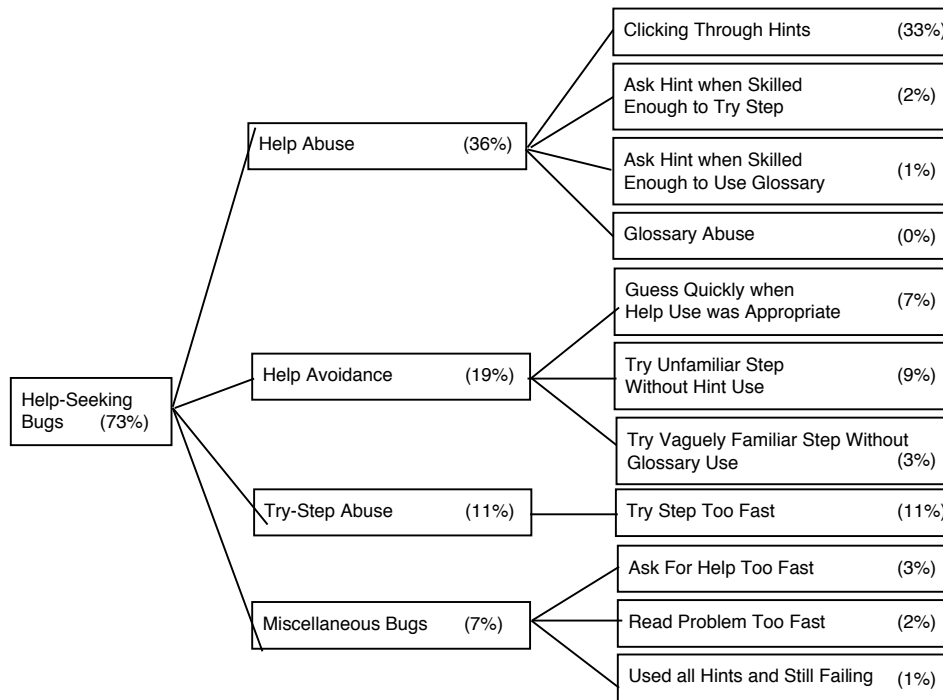 Help-Seeking
Bugs (73%)
Help Abuse (36%)
Clicking Through Hints (33%)
Ask Hint when Skilled
Enough to Try Step (2%)
Ask Hint when Skilled
Enough to Use Glossary (1%)
Glossary Abuse (0%)
Help Avoidance (19%)
Guess Quickly when
Help Use was Appropriate (7%)
Try Unfamiliar Step
Without Hint Use (9%)
Try Vaguely Familiar Step Without
Glossary Use (3%)
Try-Step Abuse (11%)
Try Step Too Fast (11%)
Miscellaneous Bugs (7%)
Ask For Help Too Fast (3%)
Read Problem Too Fast (2%)
Used all Hints and Still Failing (1%)